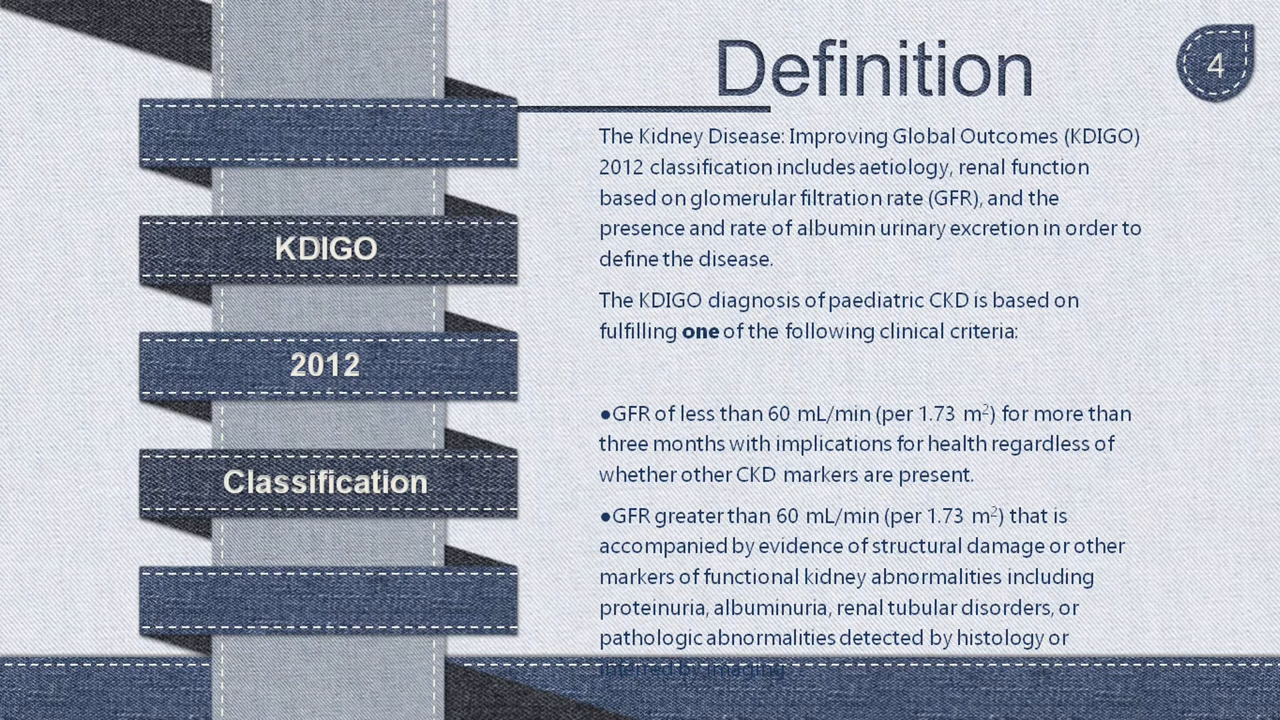 Definition
4
The Kidney Disease: Improving Global Outcomes (KDIGO)
2012 classification includes aetiology, renal function
based on glomerular filtration rate (GFR), and the
presence and rate of albumin urinary excretion in order to
define the disease.
The KDIGO diagnosis of paediatric CKD is based on
fulfilling one of the following clinical criteria:
●GFR of less than 60 mL/min (per 1.73 m²) for more than
three months with implications for health regardless of
whether other CKD markers are present.
●GFR greater than 60 mL/min (per 1.73 m²) that is
accompanied by evidence of structural damage or other
markers of functional kidney abnormalities including
proteinuria, albuminuria, renal tubular disorders, or
pathologic abnormalities detected by histology or
inferred by imaging
KDIGO
2012
Classification